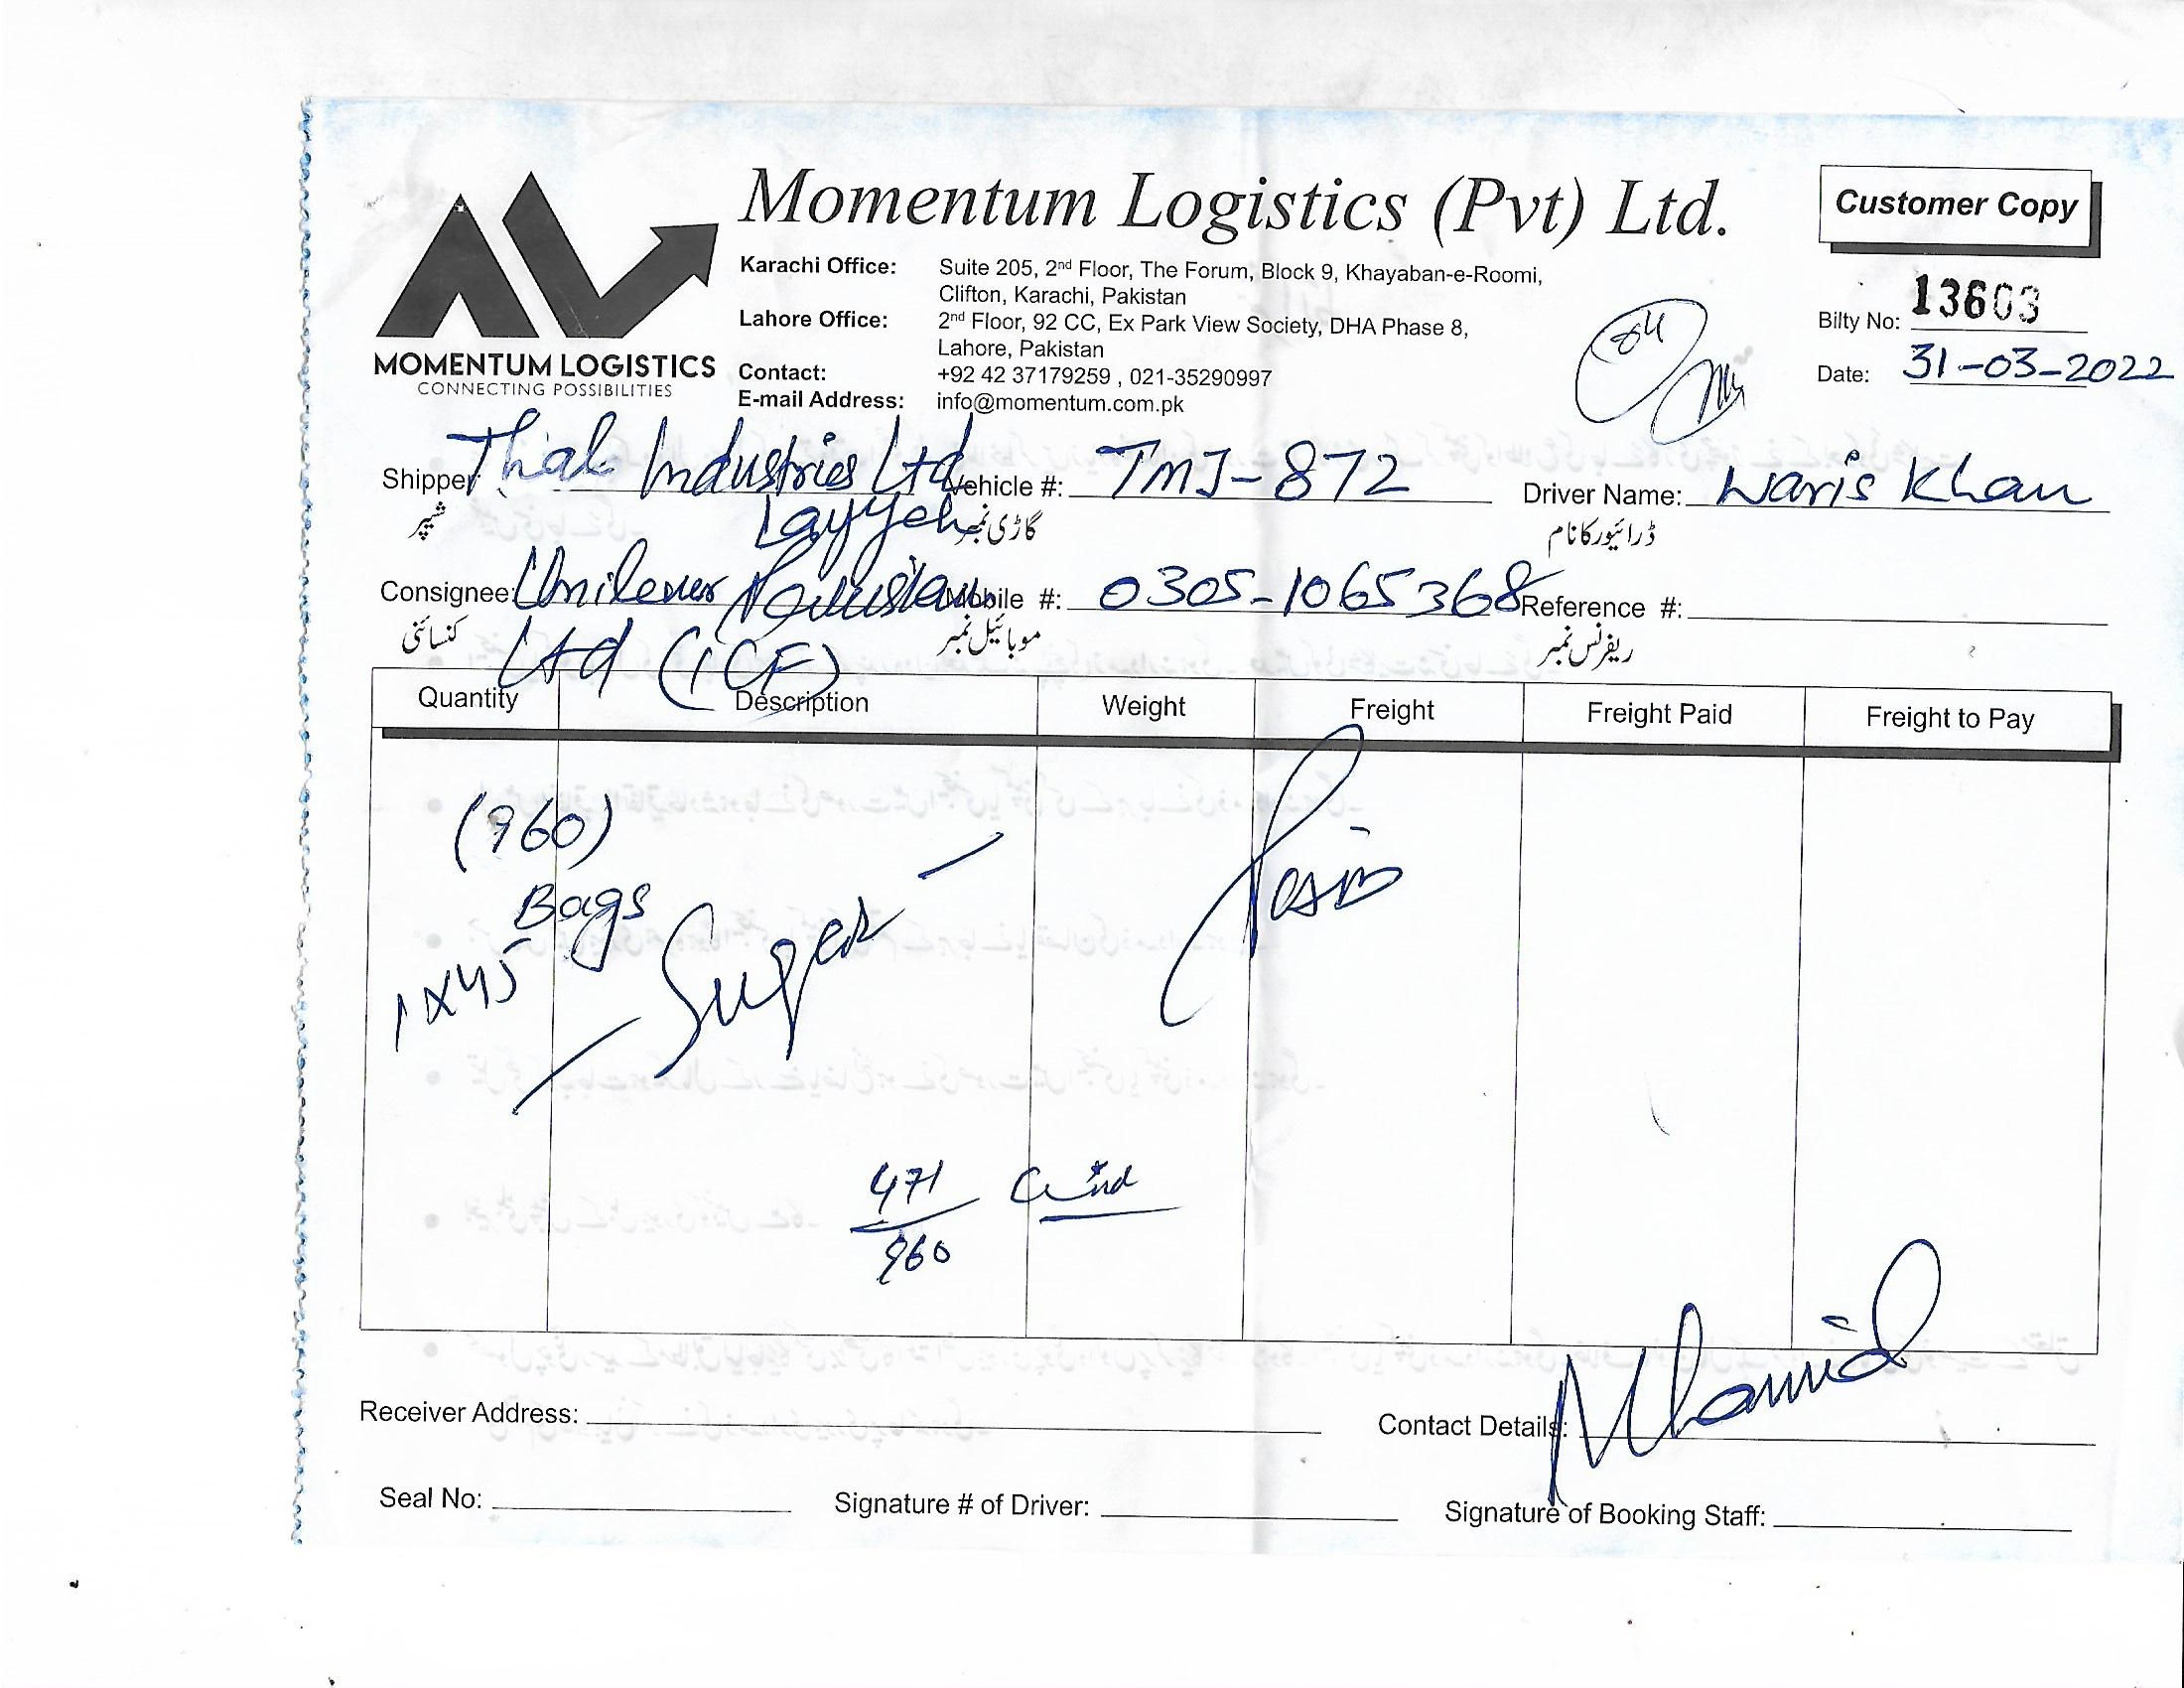 Momentum Logistics (Pvt) Ltd.
Customer Copy
MOMENTUM LOGISTICS
CONNECTING POSSIBILITIES
Karachi Office: Suite 205, 2nd Floor, The Forum, Block 9, Khayaban-e-Roomi,
Clifton, Karachi, Pakistan
Lahore Office: 2nd Floor, 92 CC, Ex Park View Society, DHA Phase 8,
Lahore, Pakistan
Contact: +92 42 37179259 , 021-35290997
E-mail Address: info@momentum.com.pk
Bilty No: 13603
Date: 31-03-2022
Shipper Thal Industries Ltd Vehicle #: TMJ-872 Driver Name: Waris Khan
Layyeh
شپر گاڑی نمبر ڈرائیور کا نام
Consignee: Unilever Pakistan Mobile #: 0305-1065368 Reference #:
Ltd (ICF)
کنسائنی موبائیل نمبر ریفرنس نمبر
Quantity Description Weight Freight Freight Paid Freight to Pay
(960)
Bags
1x45
Suger
471
960
Receiver Address: Contact Details:
Seal No: Signature # of Driver: Signature of Booking Staff: